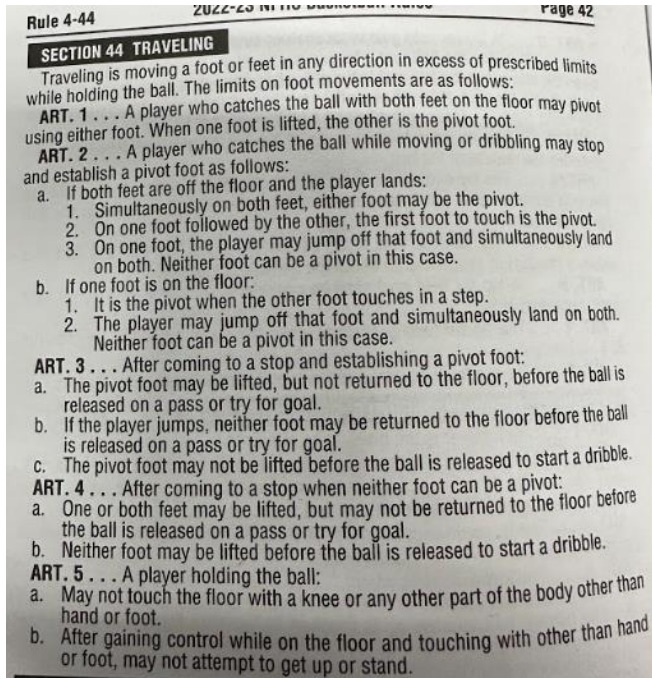 Rule 4-44
2022-23
Page 42
SECTION 44 TRAVELING
Traveling is moving a foot or feet in any direction in excess of prescribed limits
while holding the ball. The limits on foot movements are as follows:
ART. 1 . . . A player who catches the ball with both feet on the floor may pivot
using either foot. When one foot is lifted, the other is the pivot foot.
ART. 2 . . . A player who catches the ball while moving or dribbling may stop
and establish a pivot foot as follows:
a. If both feet are off the floor and the player lands:
1. Simultaneously on both feet, either foot may be the pivot.
2. On one foot followed by the other, the first foot to touch is the pivot.
3. On one foot, the player may jump off that foot and simultaneously land
on both. Neither foot can be a pivot in this case.
b. If one foot is on the floor:
1. It is the pivot when the other foot touches in a step.
2. The player may jump off that foot and simultaneously land on both.
Neither foot can be a pivot in this case.
ART. 3 . . . After coming to a stop and establishing a pivot foot:
a. The pivot foot may be lifted, but not returned to the floor, before the ball is
released on a pass or try for goal.
b. If the player jumps, neither foot may be returned to the floor before the ball
is released on a pass or try for goal.
c. The pivot foot may not be lifted before the ball is released to start a dribble.
ART. 4 . . . After coming to a stop when neither foot can be a pivot:
a. One or both feet may be lifted, but may not be returned to the floor before
the ball is released on a pass or try for goal.
b. Neither foot may be lifted before the ball is released to start a dribble.
ART. 5 . . . A player holding the ball:
a. May not touch the floor with a knee or any other part of the body other than
hand or foot.
b. After gaining control while on the floor and touching with other than hand
or foot, may not attempt to get up or stand.